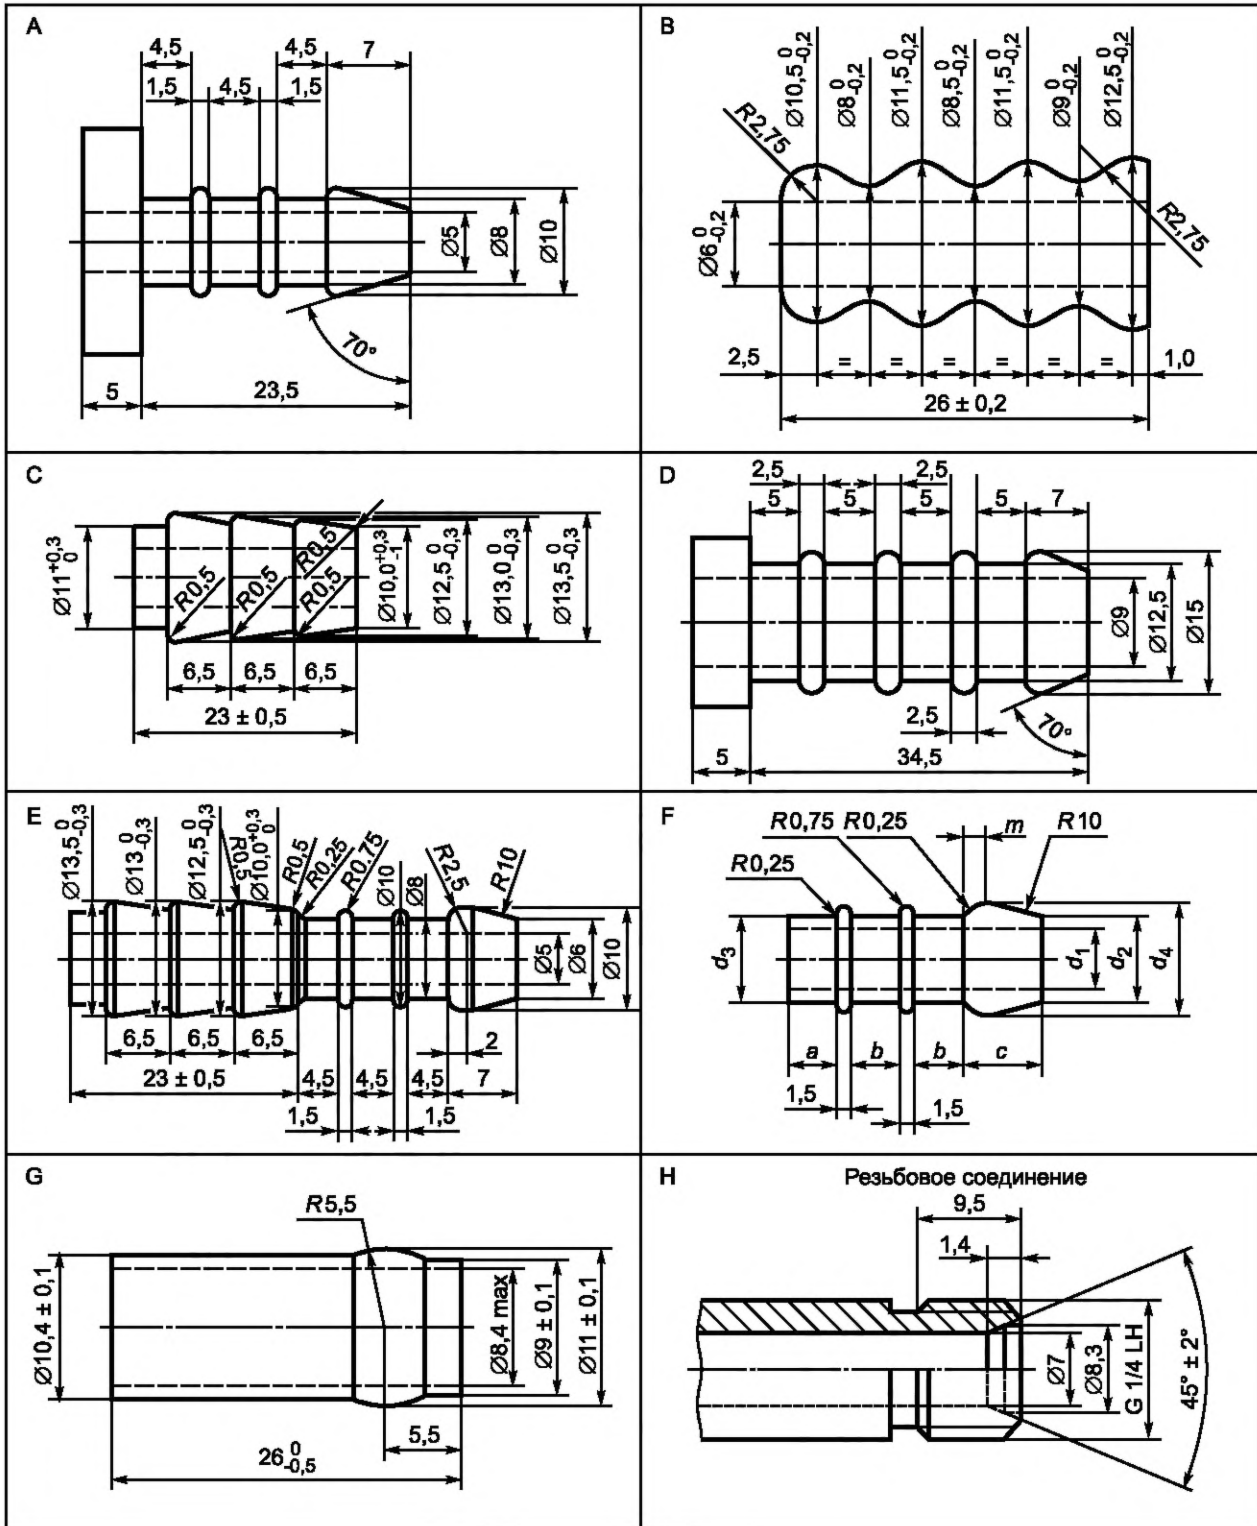 A
4,5
4,5
7
1,5
4,5
1,5
Ø5
Ø8
Ø10
70°
5
23,5
B
Ø10,5 0 -0,2
Ø8 0 -0,2
Ø11,5 0 -0,2
Ø8,5 0 -0,2
Ø11,5 0 -0,2
Ø9 0 -0,2
Ø12,5 0 -0,2
R2,75
R2,75
Ø6 0 -0,2
2,5
= = = = = =
1,0
26 ± 0,2
C
Ø11 +0,3 0
R0,5
R0,5
R0,5
R0,5
Ø10,0 +0,3 -1
Ø12,5 0 -0,3
Ø13,0 0 -0,3
Ø13,5 0 -0,3
6,5
6,5
6,5
23 ± 0,5
D
2,5
2,5
5
5
5
5
7
Ø9
Ø12,5
Ø15
2,5
70°
5
34,5
E
Ø13,5 0 -0,3
Ø13 0 -0,3
Ø12,5 0 -0,3
R0,5
Ø10,0 +0,3 0
R0,5
R0,25
R0.75
Ø10
Ø8
R2,5
R10
Ø5
Ø6
Ø10
6,5
6,5
6,5
2
23 ± 0,5
4,5
4,5
4,5
7
1,5
1,5
F
R0,75
R0,25
m
R10
R0,25
d3
d1
d2
d4
a
b
b
c
1,5
1,5
G
R5,5
Ø10,4 ± 0,1
Ø8,4 max
Ø9 ± 0,1
Ø11 ± 0,1
5,5
26 0 -0,5
H
Резьбовое соединение
9,5
1,4
Ø7
Ø8,3
G 1/4 LH
45° ± 2°